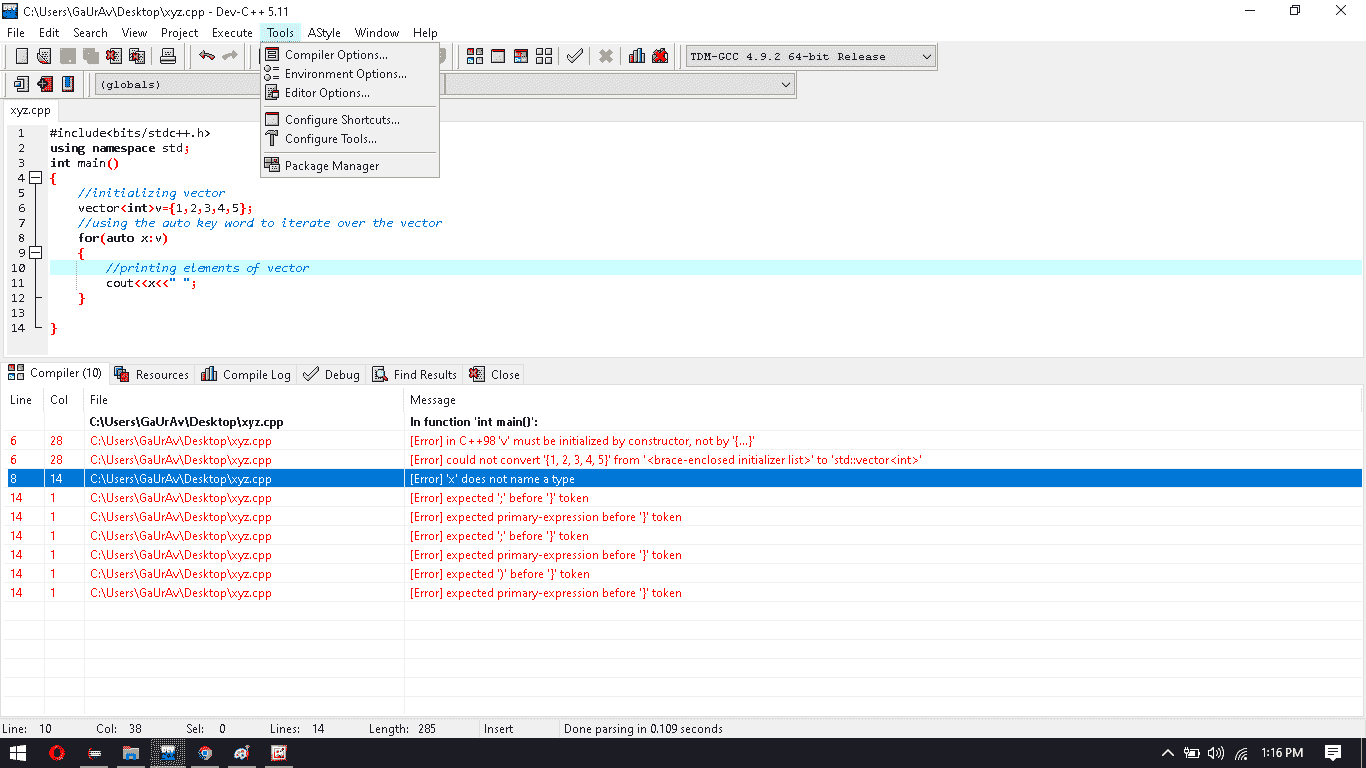 C:\Users\GaUrAv\Desktop\xyz.cpp - Dev-C++ 5.11
File Edit Search View Project Execute Tools AStyle Window Help
Compiler Options...
Environment Options...
Editor Options...
Configure Shortcuts...
Configure Tools...
Package Manager
TDM-GCC 4.9.2 64-bit Release
(globals)
xyz.cpp
1 #include<bits/stdc++.h>
2 using namespace std;
3 int main()
4 {
5 //initializing vector
6 vector<int>v={1,2,3,4,5};
7 //using the auto key word to iterate over the vector
8 for(auto x:v)
9 {
10 //printing elements of vector
11 cout<<x<<" ";
12 }
13
14 }
Compiler (10) Resources Compile Log Debug Find Results Close
Line Col File Message
C:\Users\GaUrAv\Desktop\xyz.cpp In function 'int main()':
6 28 C:\Users\GaUrAv\Desktop\xyz.cpp [Error] in C++98 'v' must be initialized by constructor, not by '{...}'
6 28 C:\Users\GaUrAv\Desktop\xyz.cpp [Error] could not convert '{1, 2, 3, 4, 5}' from '<brace-enclosed initializer list>' to 'std::vector<int>'
8 14 C:\Users\GaUrAv\Desktop\xyz.cpp [Error] 'x' does not name a type
14 1 C:\Users\GaUrAv\Desktop\xyz.cpp [Error] expected ';' before '}' token
14 1 C:\Users\GaUrAv\Desktop\xyz.cpp [Error] expected primary-expression before '}' token
14 1 C:\Users\GaUrAv\Desktop\xyz.cpp [Error] expected ';' before '}' token
14 1 C:\Users\GaUrAv\Desktop\xyz.cpp [Error] expected primary-expression before '}' token
14 1 C:\Users\GaUrAv\Desktop\xyz.cpp [Error] expected ')' before '}' token
14 1 C:\Users\GaUrAv\Desktop\xyz.cpp [Error] expected primary-expression before '}' token
Line: 10 Col: 38 Sel: 0 Lines: 14 Length: 285 Insert Done parsing in 0.109 seconds
1:16 PM